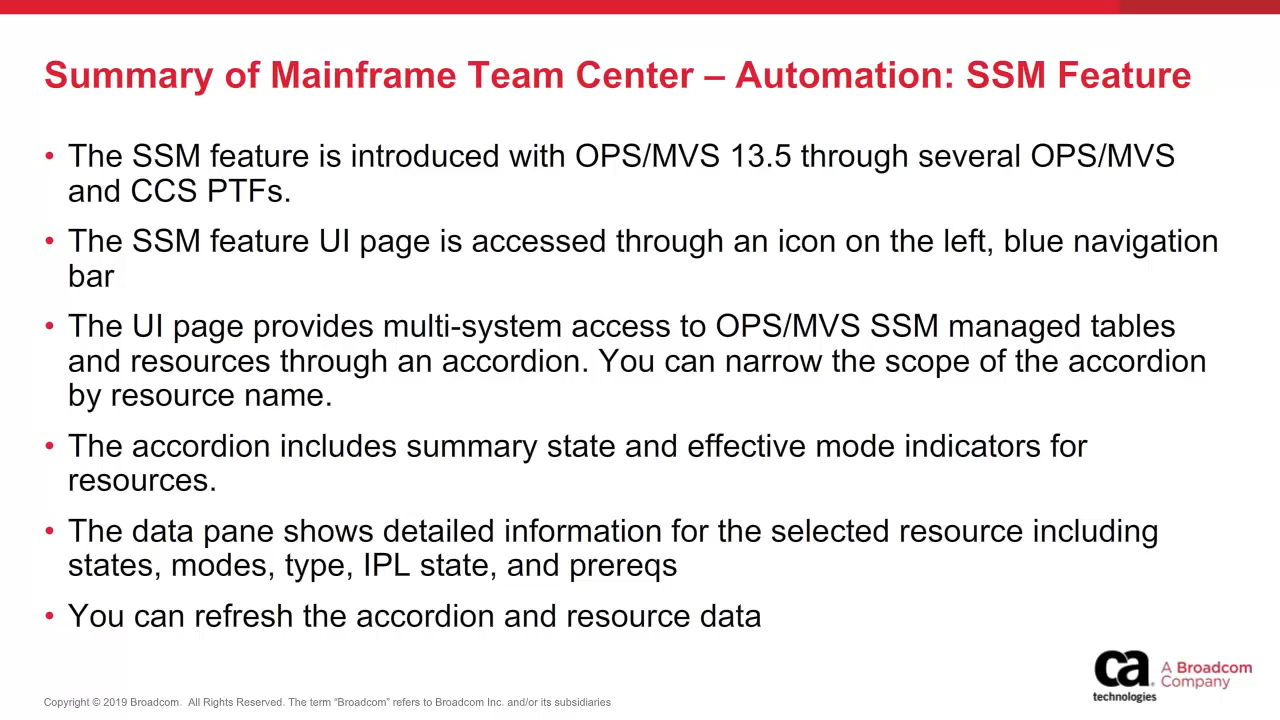 Summary of Mainframe Team Center – Automation: SSM Feature
• The SSM feature is introduced with OPS/MVS 13.5 through several OPS/MVS
and CCS PTFs.
• The SSM feature UI page is accessed through an icon on the left, blue navigation
bar
• The UI page provides multi-system access to OPS/MVS SSM managed tables
and resources through an accordion. You can narrow the scope of the accordion
by resource name.
• The accordion includes summary state and effective mode indicators for
resources.
• The data pane shows detailed information for the selected resource including
states, modes, type, IPL state, and prereqs
• You can refresh the accordion and resource data
ca
technologies
A Broadcom
Company
Copyright © 2019 Broadcom. All Rights Reserved. The term “Broadcom” refers to Broadcom Inc. and/or its subsidiaries